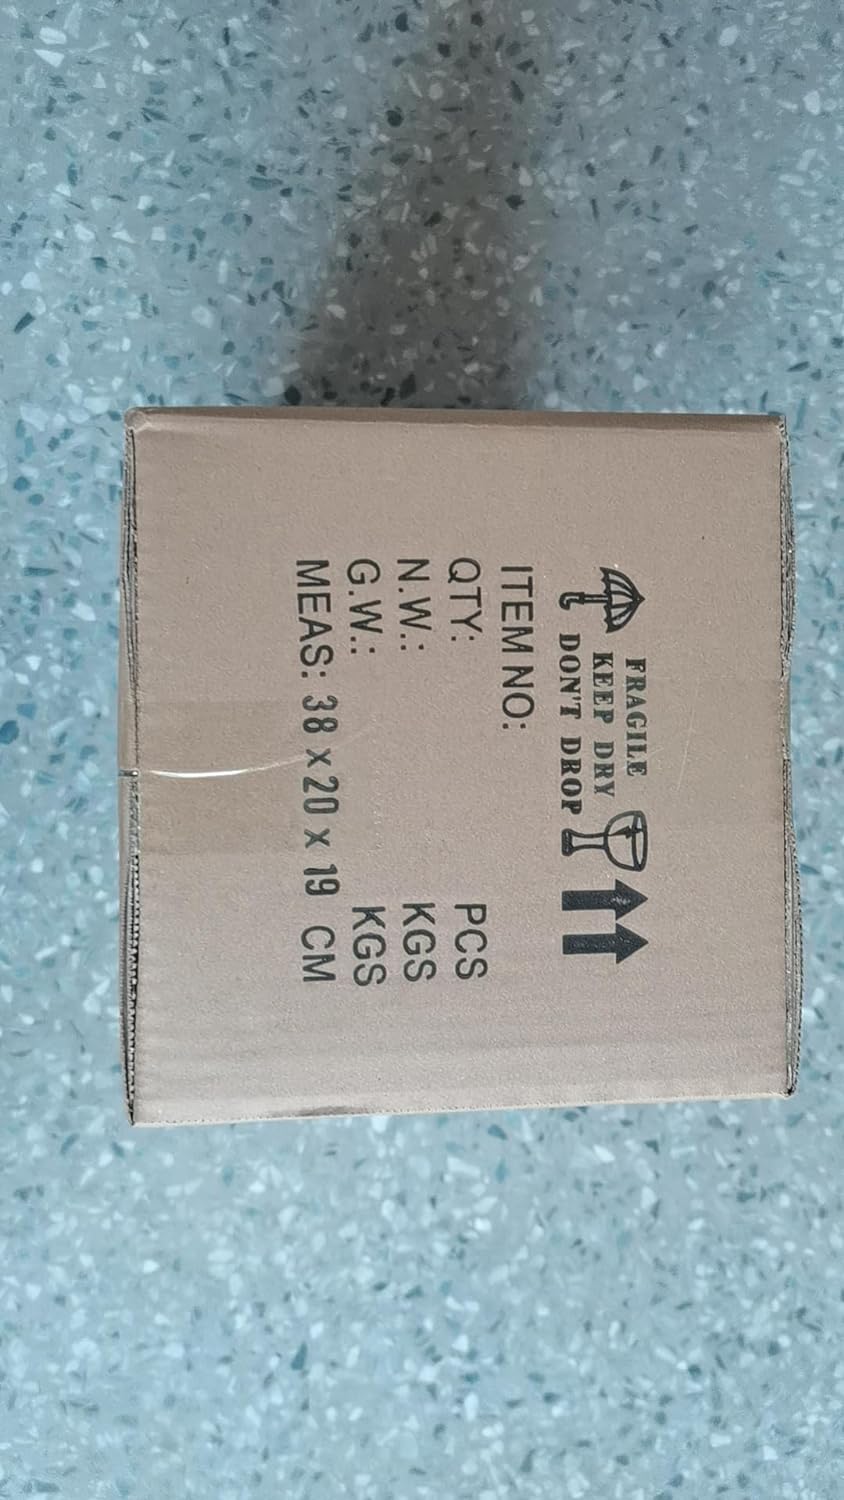 FRAGILE
KEEP DRY
DON'T DROP
ITEM NO:
QTY: PCS
N.W.: KGS
G.W.: KGS
MEAS: 38 x 20 x 19 CM